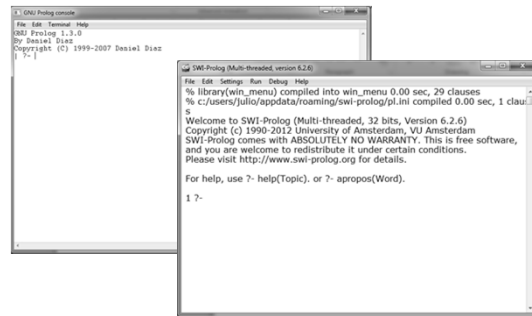 GNU Prolog console
File Edit Terminal Help
GNU Prolog 1.3.0
By Daniel Diaz
Copyright (C) 1999-2007 Daniel Diaz
| ?-
SWI-Prolog (Multi-threaded, version 6.2.6)
File Edit Settings Run Debug Help
% library(win_menu) compiled into win_menu 0.00 sec, 29 clauses
% c:/users/Julio/appdata/roaming/swi-prolog/pl.ini compiled 0.00 sec, 1 clau
s
Welcome to SWI-Prolog (Multi-threaded, 32 bits, Version 6.2.6)
Copyright (c) 1990-2012 University of Amsterdam, VU Amsterdam
SWI-Prolog comes with ABSOLUTELY NO WARRANTY. This is free software,
and you are welcome to redistribute it under certain conditions.
Please visit http://www.swi-prolog.org for details.
For help, use ?- help(Topic). or ?- apropos(Word).
1 ?-